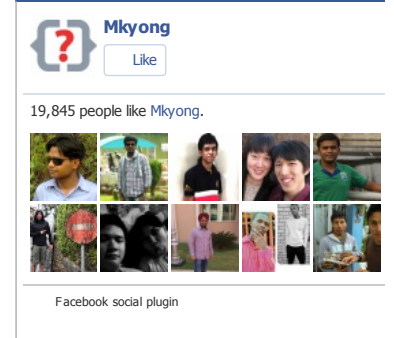 Mkyong
Like
19,845 people like Mkyong.
Facebook social plugin